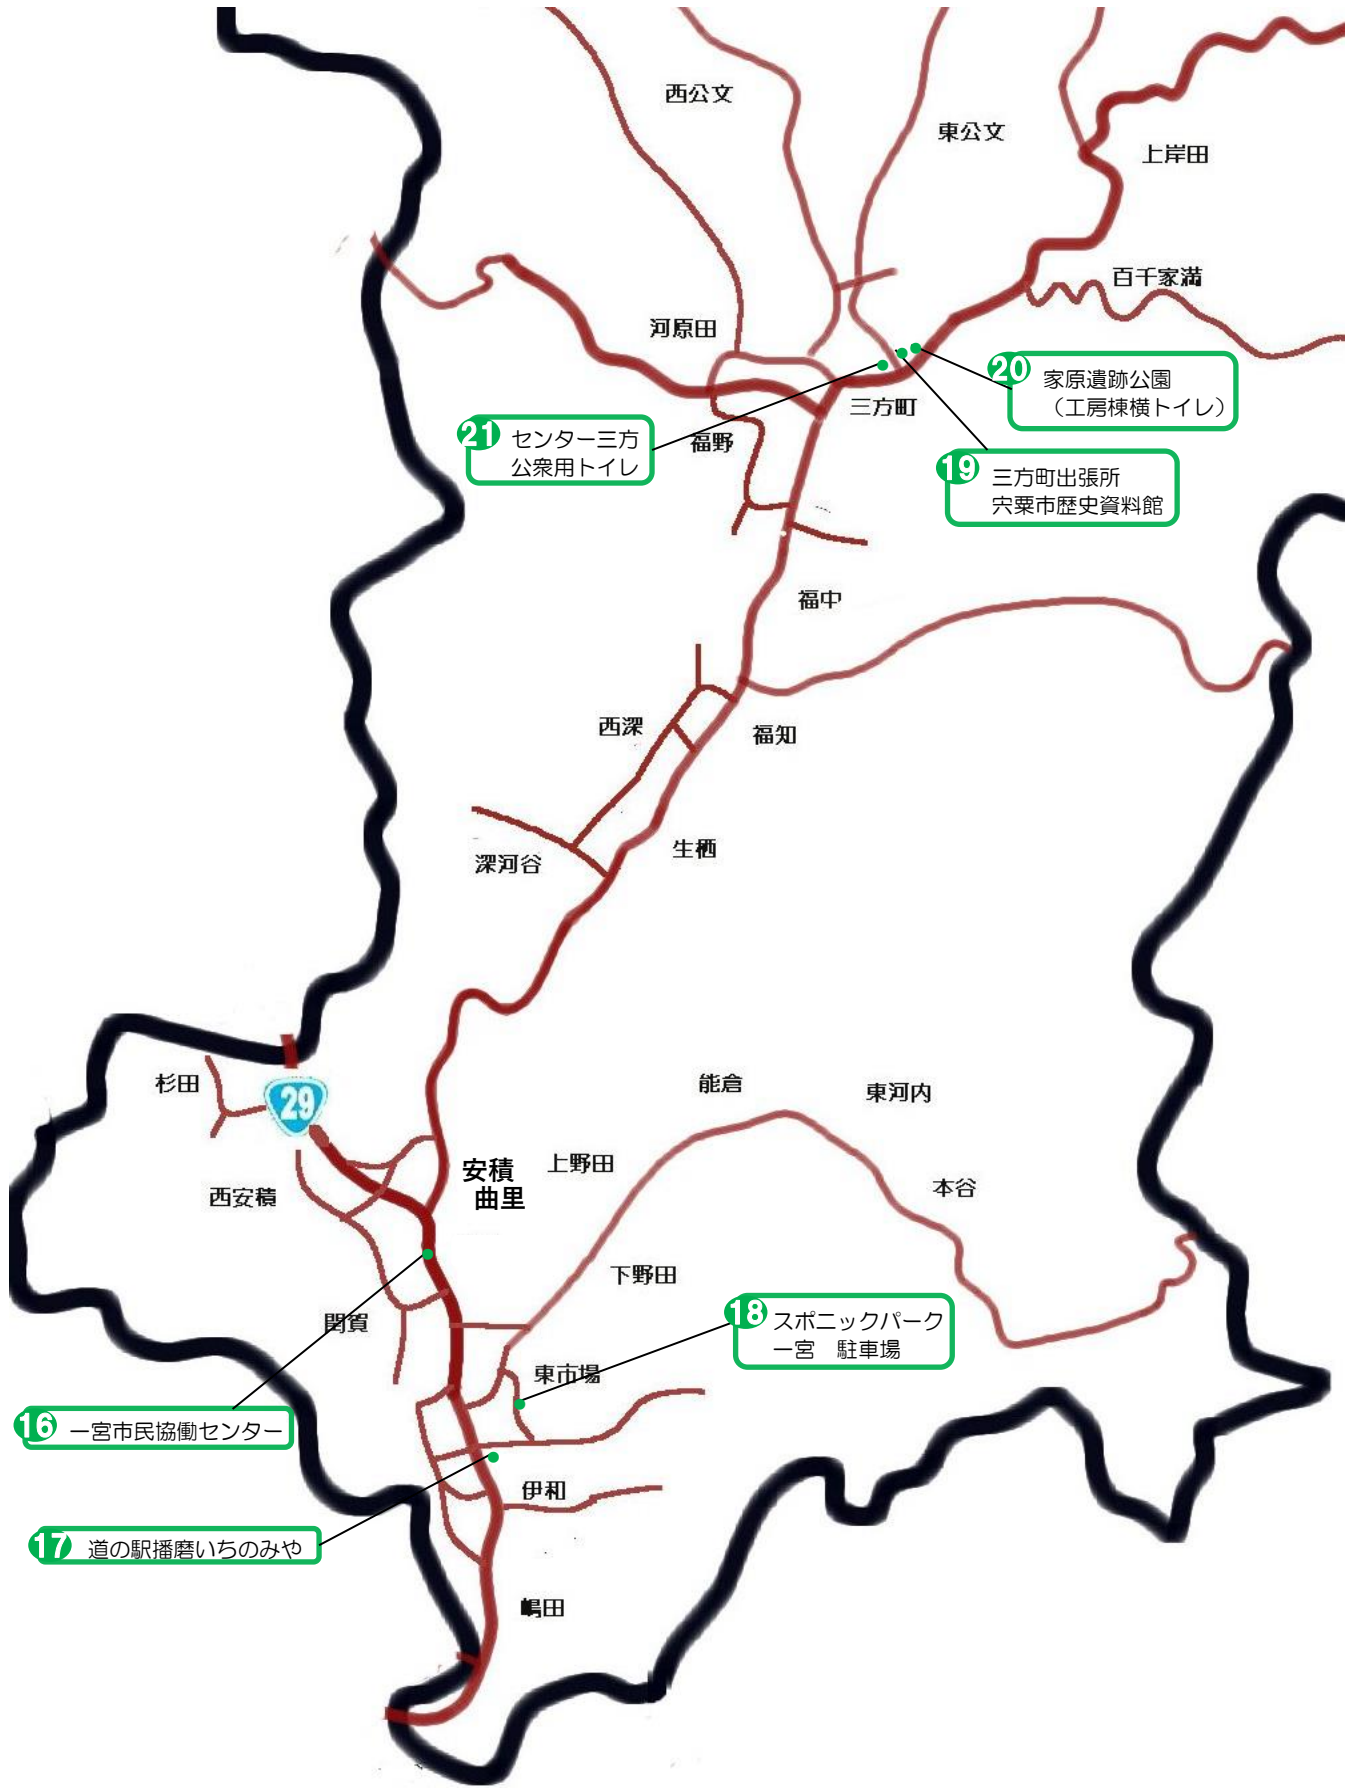 西公文
東公文
上岸田
百千家満
河原田
20 家原遺跡公園
（工房棟横トイレ）
三方町
21 センター三方
公衆用トイレ
福野
19 三方町出張所
宍粟市歴史資料館
福中
西深
福知
生栖
深河谷
杉田
29
能倉
東河内
安積
曲里
上野田
西安積
本谷
下野田
閏賀
18 スポニックパーク
一宮　駐車場
東市場
16 一宮市民協働センター
伊和
17 道の駅播磨いちのみや
嶋田